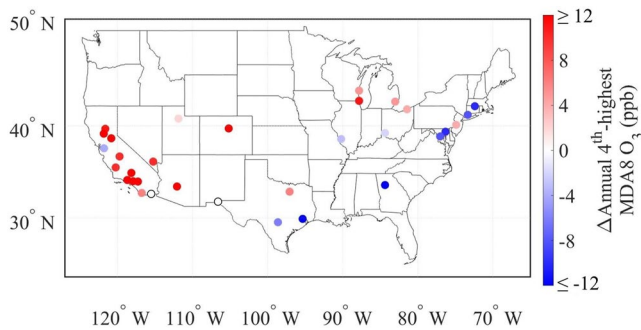 50° N
40° N
30° N
120° W
110° W
100° W
90° W
80° W
70° W
≥ 12
8
4
0
-4
-8
≤ -12
ΔAnnual 4th-highest
MDA8 O3 (ppb)